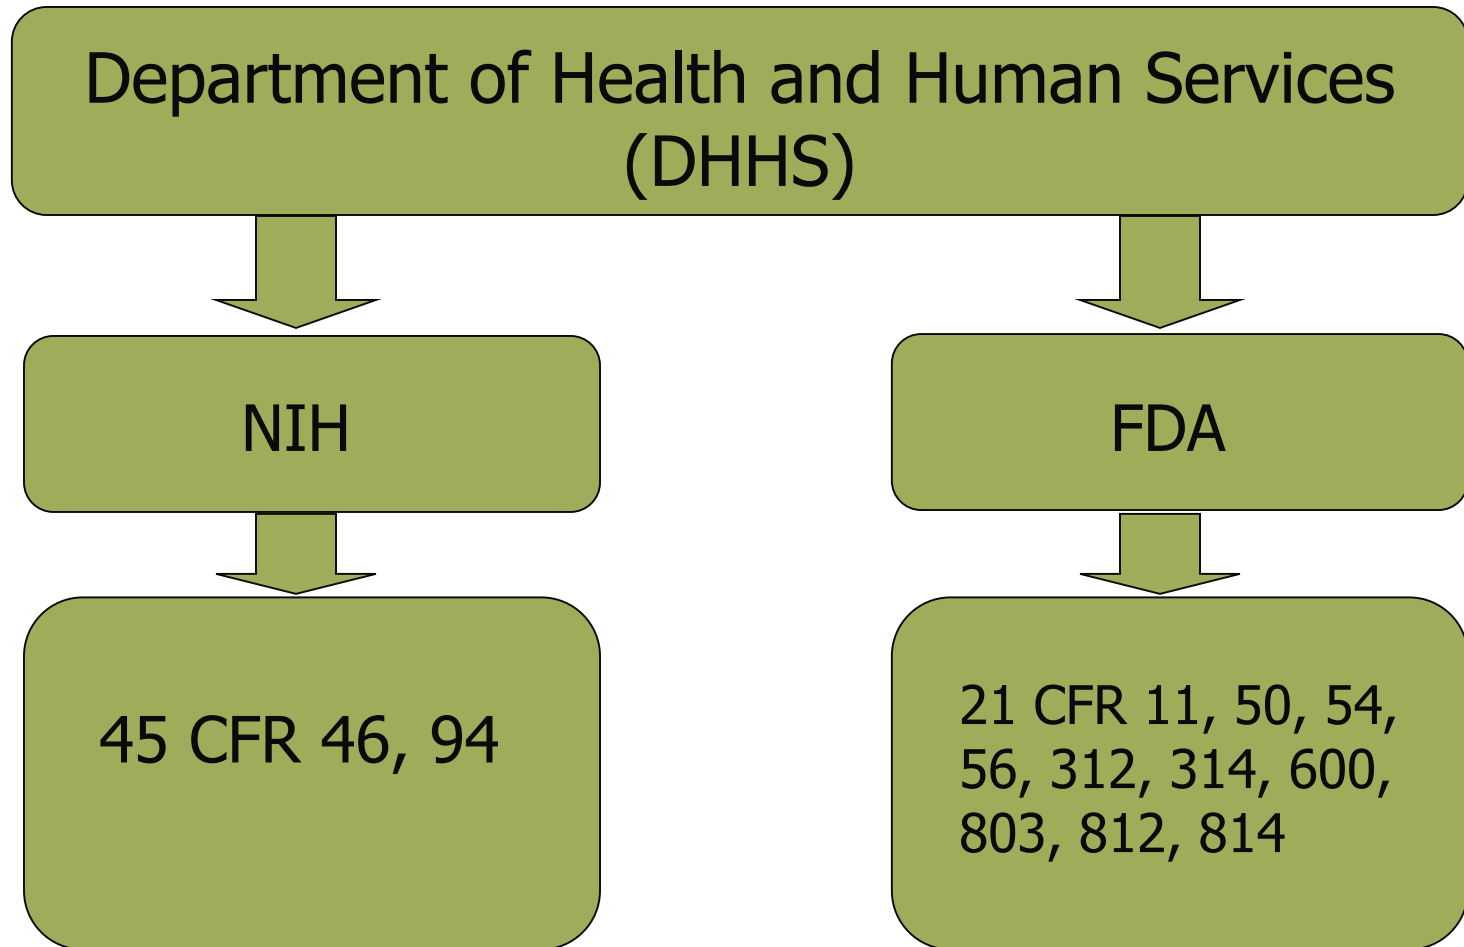 Department of Health and Human Services
(DHHS)
NIH
FDA
45 CFR 46, 94
21 CFR 11, 50, 54,
56, 312, 314, 600,
803, 812, 814